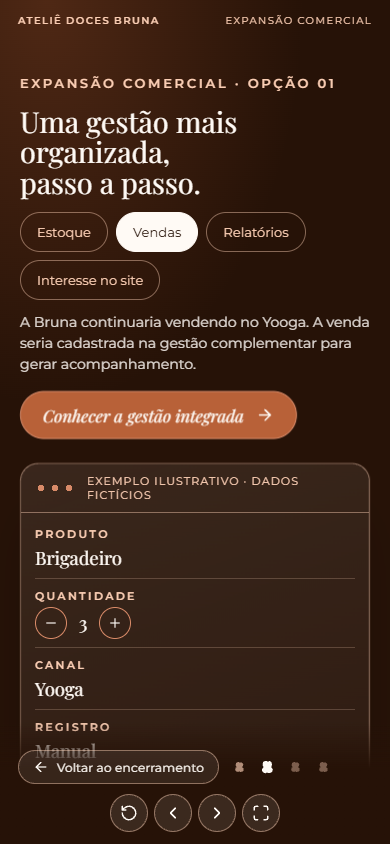 ATELIÊ DOCES BRUNA
EXPANSÃO COMERCIAL
EXPANSÃO COMERCIAL · OPÇÃO 01
Uma gestão mais
organizada,
passo a passo.
Estoque
Vendas
Relatórios
Interesse no site
A Bruna continuaria vendendo no Yooga. A venda
seria cadastrada na gestão complementar para
gerar acompanhamento.
Conhecer a gestão integrada
EXEMPLO ILUSTRATIVO · DADOS
FICTÍCIOS
PRODUTO
Brigadeiro
QUANTIDADE
3
CANAL
Yooga
REGISTRO
Manual
Voltar ao encerramento